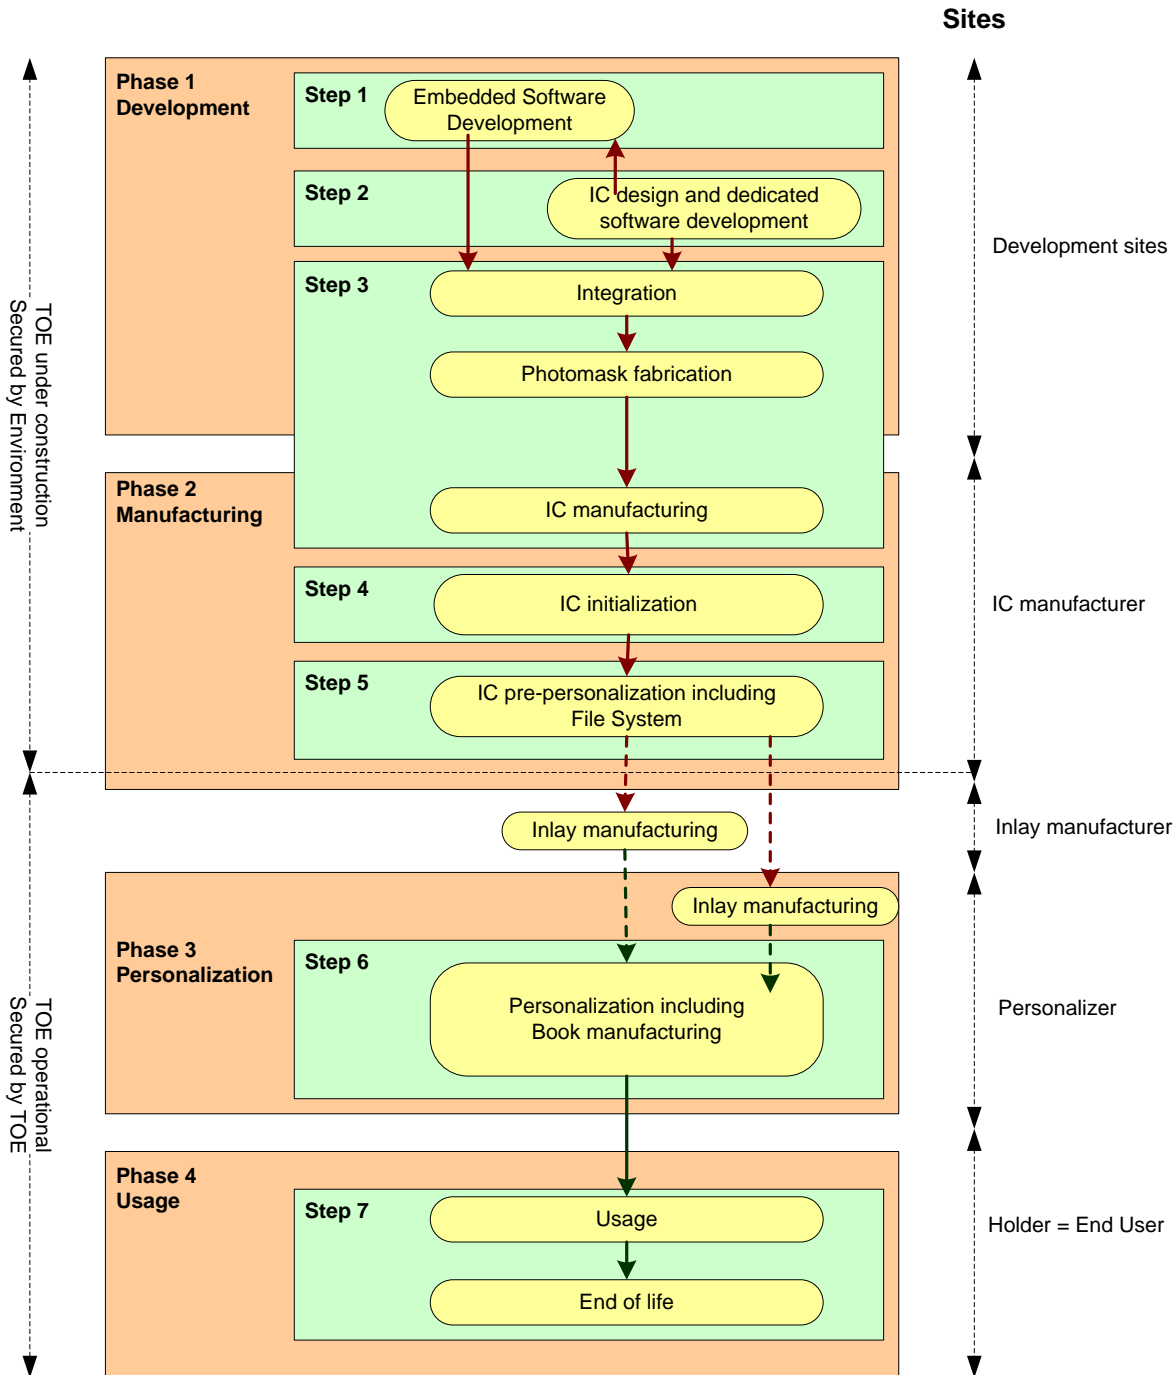 Sites
Phase 1
Development
Step 1
Embedded Software
Development
Step 2
IC design and dedicated
software development
Development sites
Step 3
Integration
Photomask fabrication
TOE under construction
Secured by Environment
Phase 2
Manufacturing
IC manufacturing
Step 4
IC initialization
IC manufacturer
Step 5
IC pre-personalization including
File System
Inlay manufacturing
Inlay manufacturer
Inlay manufacturing
Phase 3
Personalization
Step 6
Personalization including
Book manufacturing
Personalizer
TOE operational
Secured by TOE
Phase 4
Usage
Step 7
Usage
Holder = End User
End of life